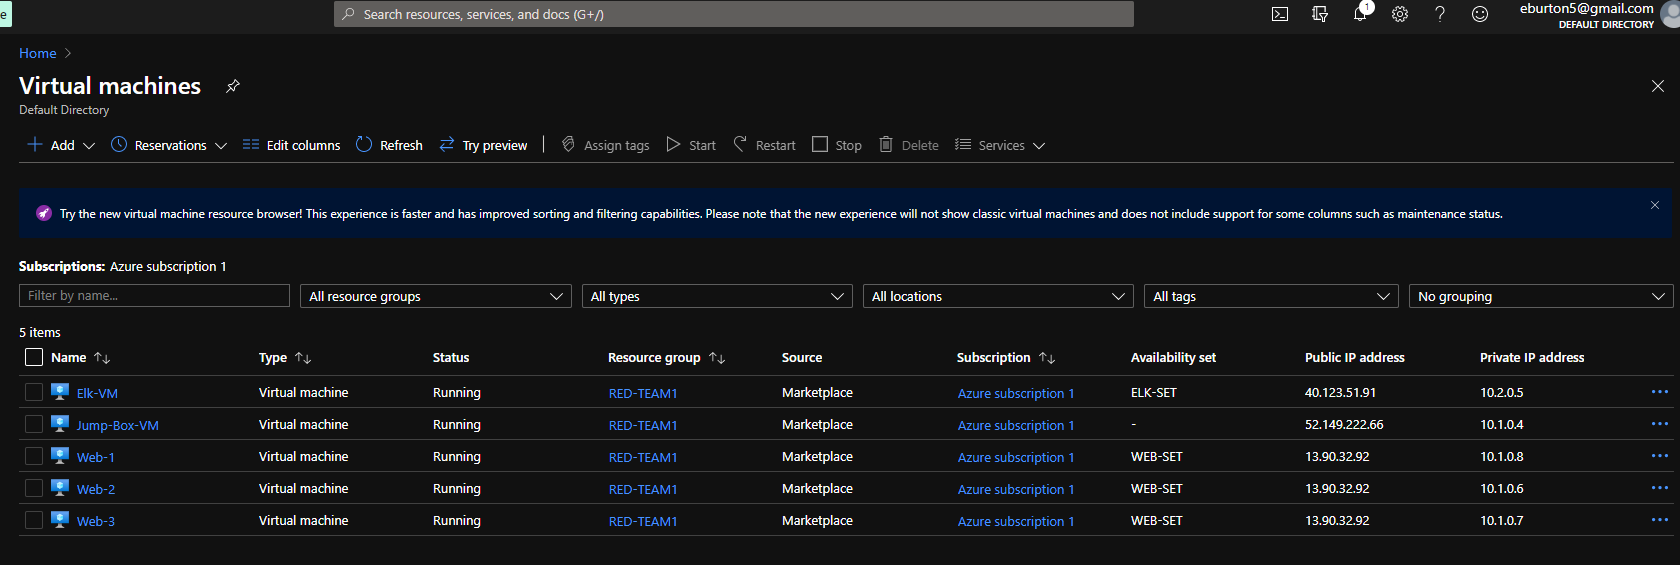 e
Search resources, services, and docs (G+/)
1
eburton5@gmail.com
DEFAULT DIRECTORY
Home
Virtual machines
Default Directory
Add Reservations Edit columns Refresh Try preview Assign tags Start Restart Stop Delete Services
Try the new virtual machine resource browser! This experience is faster and has improved sorting and filtering capabilities. Please note that the new experience will not show classic virtual machines and does not include support for some columns such as maintenance status.
Subscriptions: Azure subscription 1
Filter by name... All resource groups All types All locations All tags No grouping
5 items
Name Type Status Resource group Source Subscription Availability set Public IP address Private IP address
Elk-VM Virtual machine Running RED-TEAM1 Marketplace Azure subscription 1 ELK-SET 40.123.51.91 10.2.0.5
Jump-Box-VM Virtual machine Running RED-TEAM1 Marketplace Azure subscription 1 - 52.149.222.66 10.1.0.4
Web-1 Virtual machine Running RED-TEAM1 Marketplace Azure subscription 1 WEB-SET 13.90.32.92 10.1.0.8
Web-2 Virtual machine Running RED-TEAM1 Marketplace Azure subscription 1 WEB-SET 13.90.32.92 10.1.0.6
Web-3 Virtual machine Running RED-TEAM1 Marketplace Azure subscription 1 WEB-SET 13.90.32.92 10.1.0.7